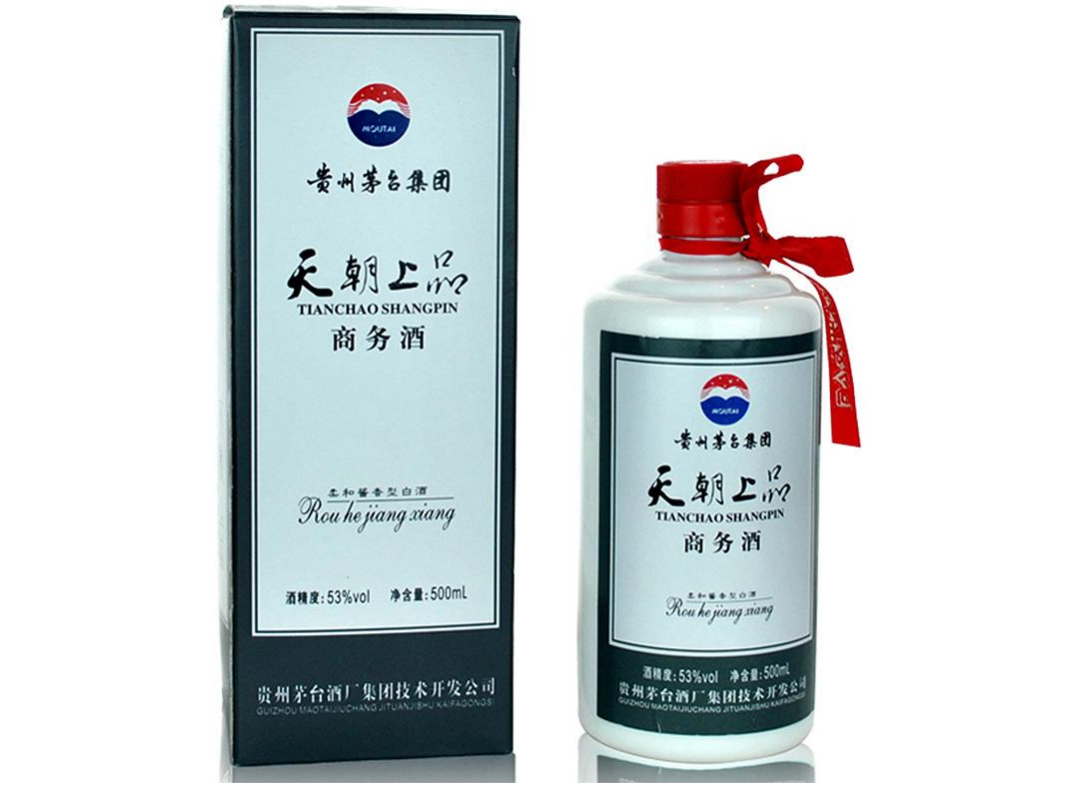 MOUTAI
贵州茅台集团
天朝上品
TIANCHAO SHANGPIN
商务酒
柔和酱香型白酒
Rou he jiang xiang
酒精度:53%vol 净含量:500mL
贵州茅台酒厂集团技术开发公司
GUIZHOU MAOTAIJIUCHANG JITUANJISHU KAIFAGONGSI
MOUTAI
贵州茅台集团
天朝上品
TIANCHAO SHANGPIN
商务酒
柔和酱香型白酒
Rou he jiang xiang
酒精度:53%vol 净含量:500mL
贵州茅台酒厂集团技术开发公司
GUIZHOU MAOTAIJIUCHANG JITUANJISHU KAIFAGONGSI